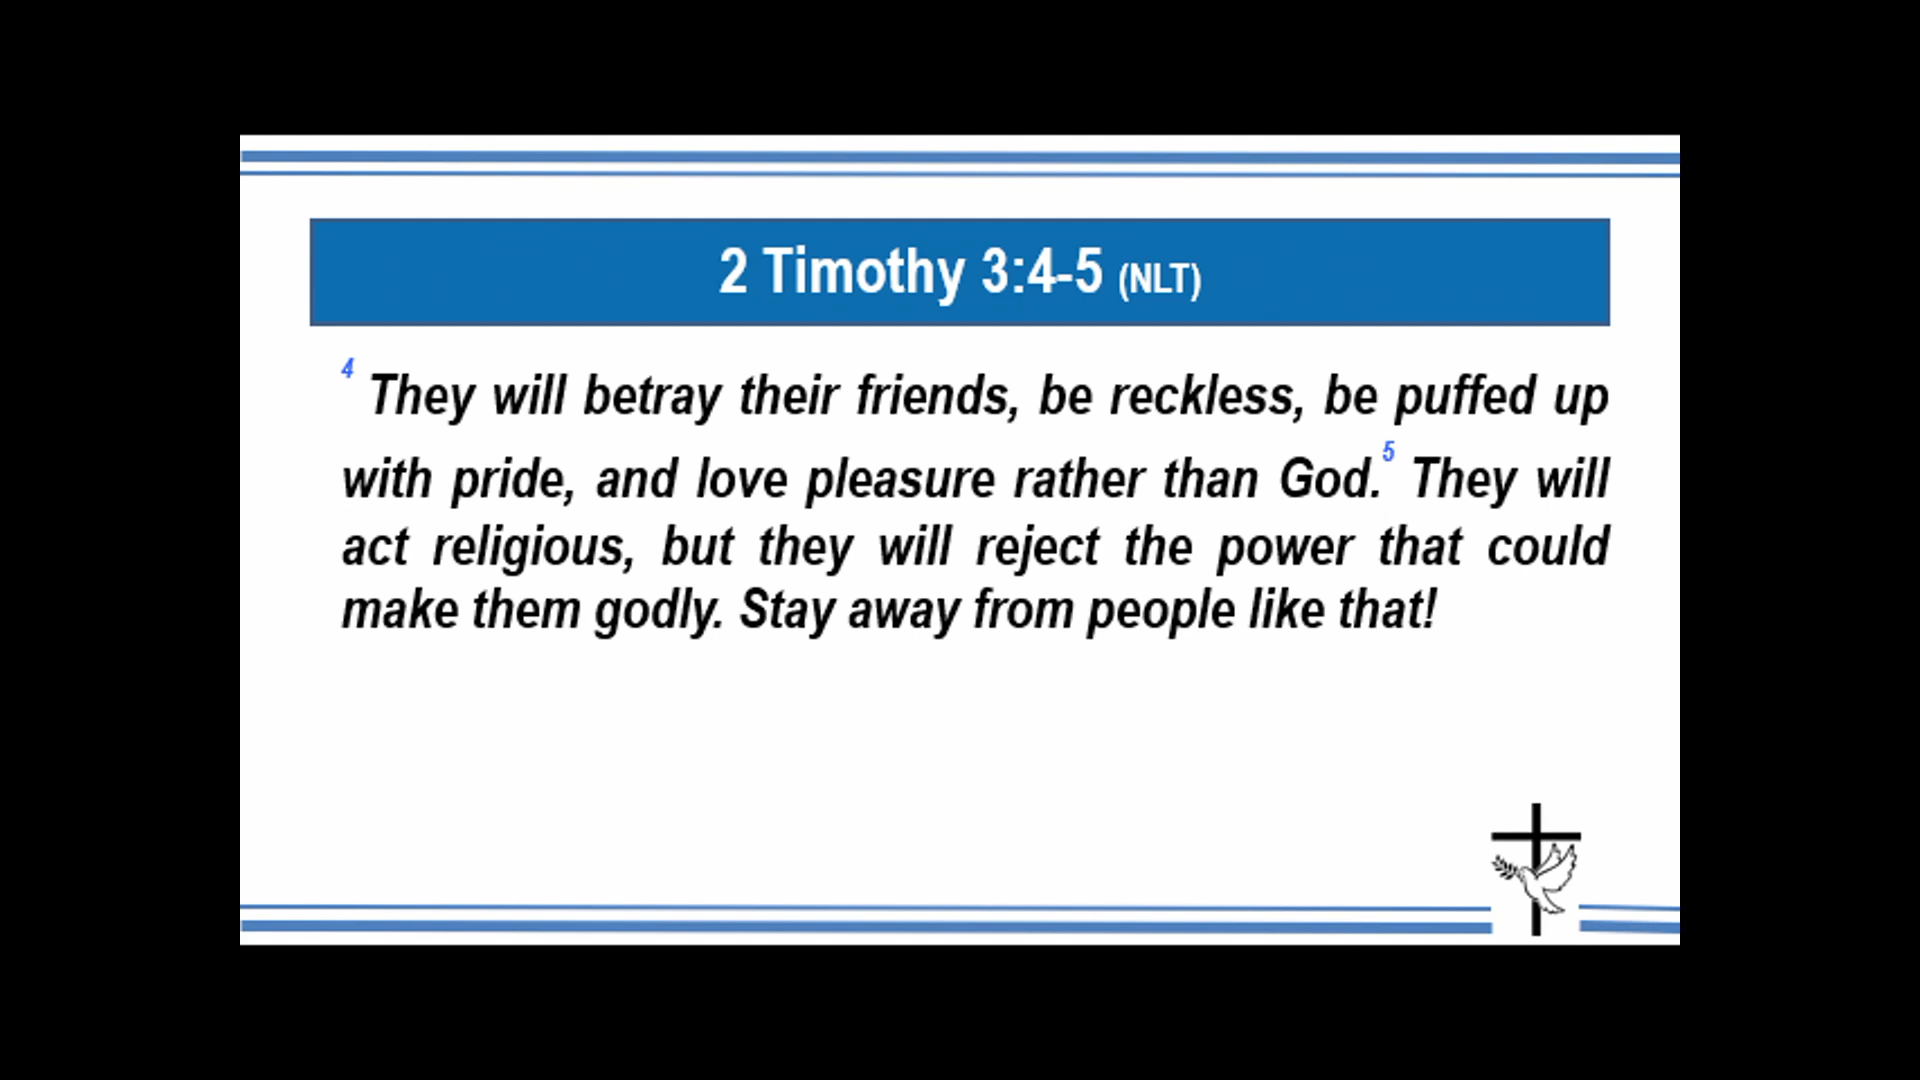 2 Timothy 3:4-5 (NLT)
4 They will betray their friends, be reckless, be puffed up
with pride, and love pleasure rather than God.5 They will
act religious, but they will reject the power that could
make them godly. Stay away from people like that!